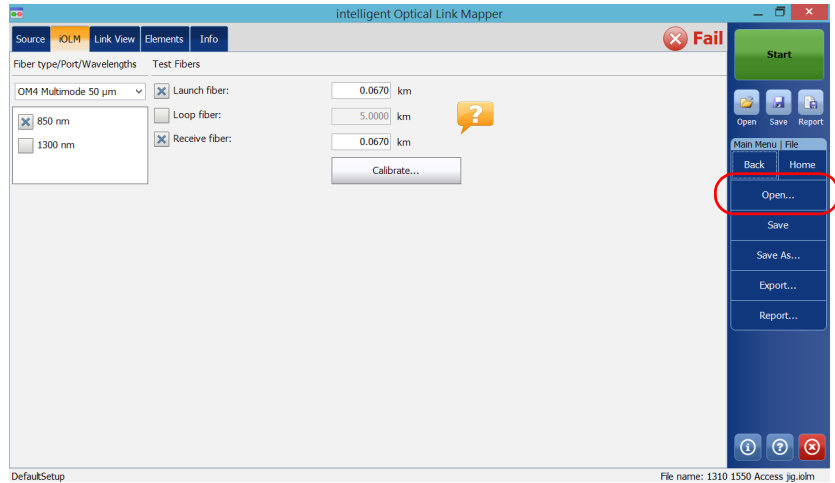 intelligent Optical Link Mapper
Source iOLM Link View Elements Info
Fail
Fiber type/Port/Wavelengths Test Fibers
OM4 Multimode 50 µm
Launch fiber: 0.0670 km
850 nm
Loop fiber: 5.0000 km
1300 nm
Receive fiber: 0.0670 km
Calibrate...
Start
Open Save Report
Main Menu | File
Back Home
Open...
Save
Save As...
Export...
Report...
DefaultSetup
File name: 1310 1550 Access jig.iolm